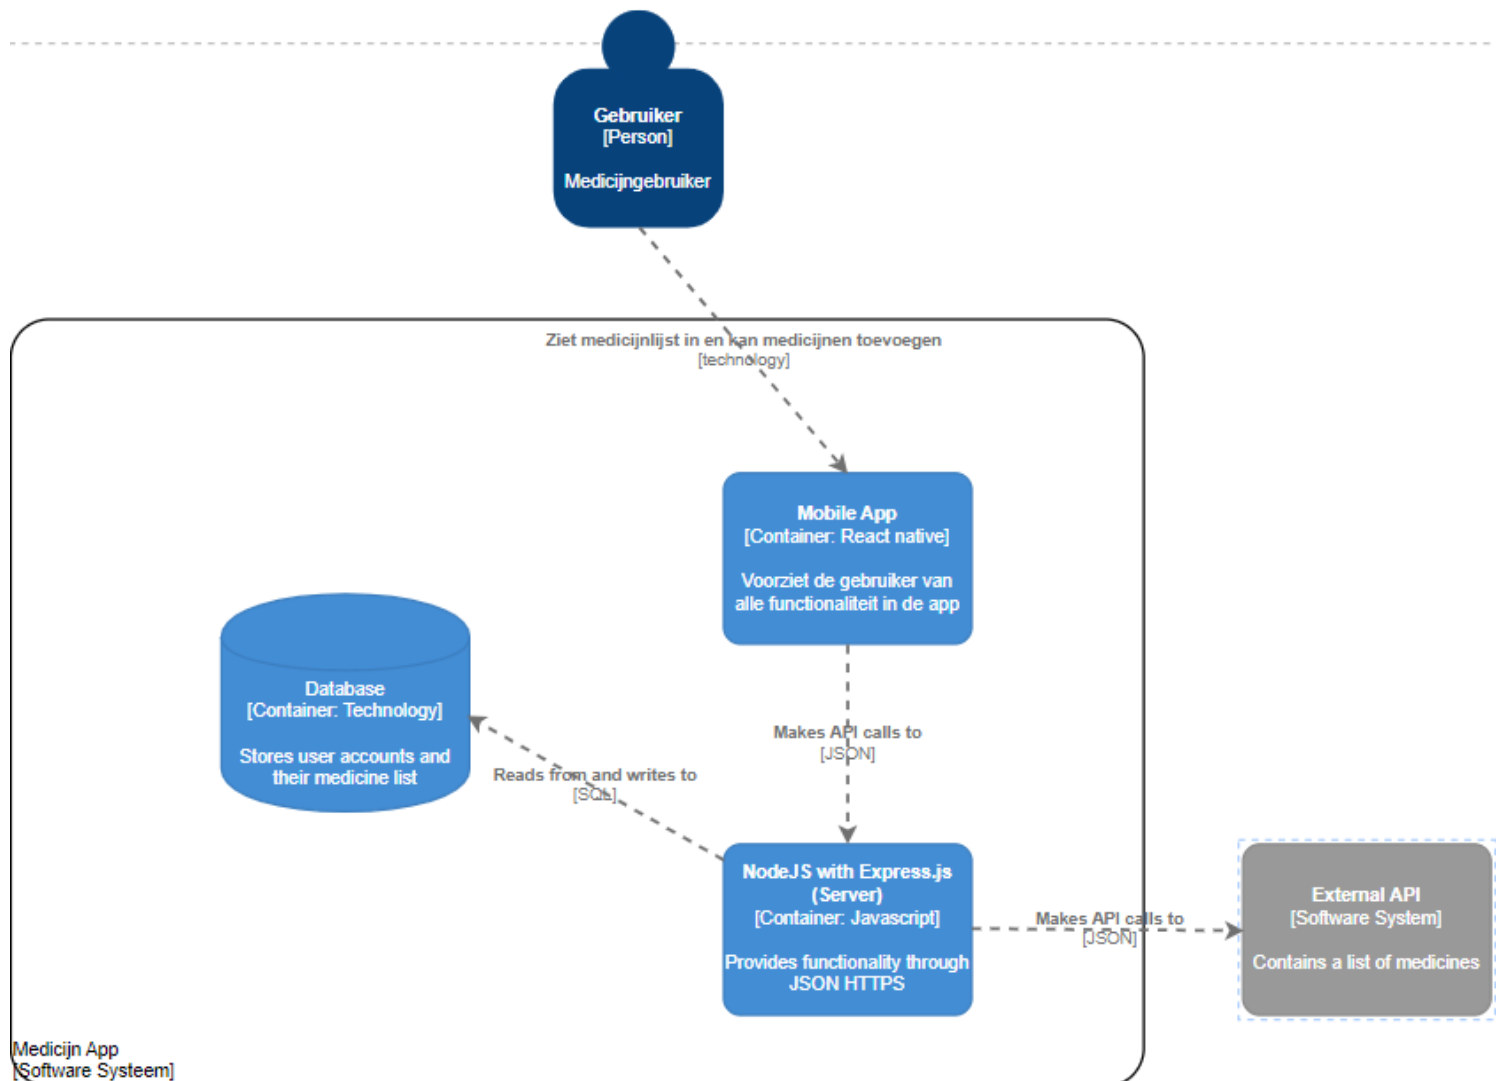 Gebruiker
[Person]
Medicijngebruiker
Ziet medicijnlijst in en kan medicijnen toevoegen
[technology]
Mobile App
[Container: React native]
Voorziet de gebruiker van
alle functionaliteit in de app
Database
[Container: Technology]
Stores user accounts and
their medicine list
Makes API calls to
[JSON]
Reads from and writes to
[SQL]
NodeJS with Express.js
(Server)
[Container: Javascript]
Provides functionality through
JSON HTTPS
Makes API calls to
[JSON]
External API
[Software System]
Contains a list of medicines
Medicijn App
[Software Systeem]